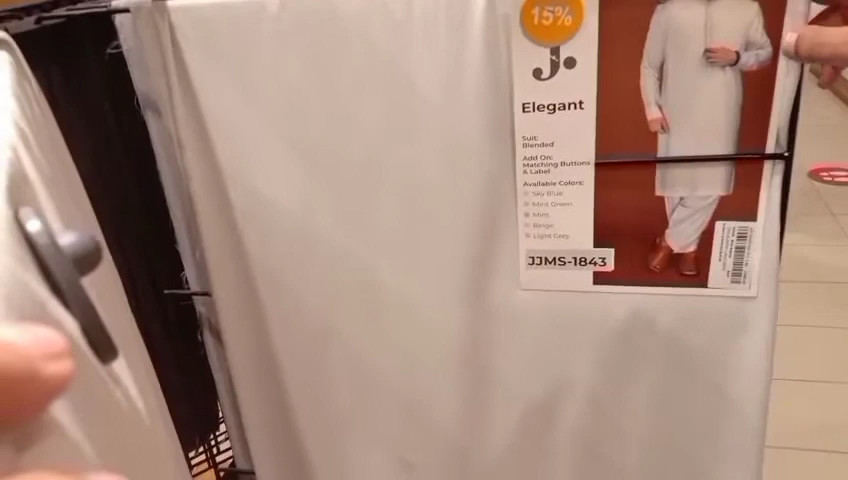 15%
J.
Elegant
Suit:
Blended
Add On:
Matching Buttons
& Label
Available Colors:
Sky Blue
Mint Green
Mint
Beige
Light Grey
JJMS-1843